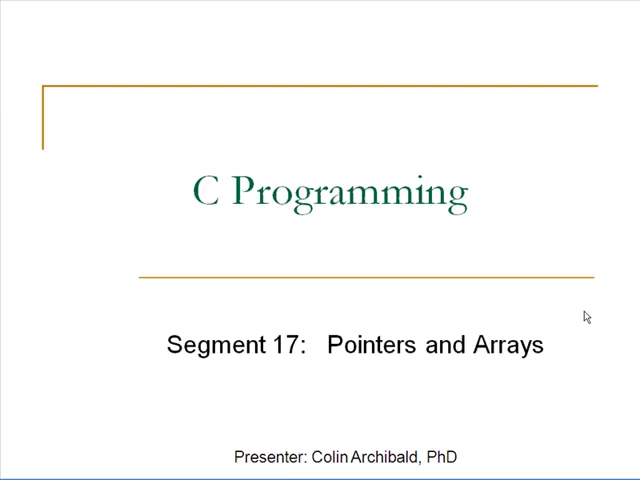 C Programming
Segment 17: Pointers and Arrays
Presenter: Colin Archibald, PhD